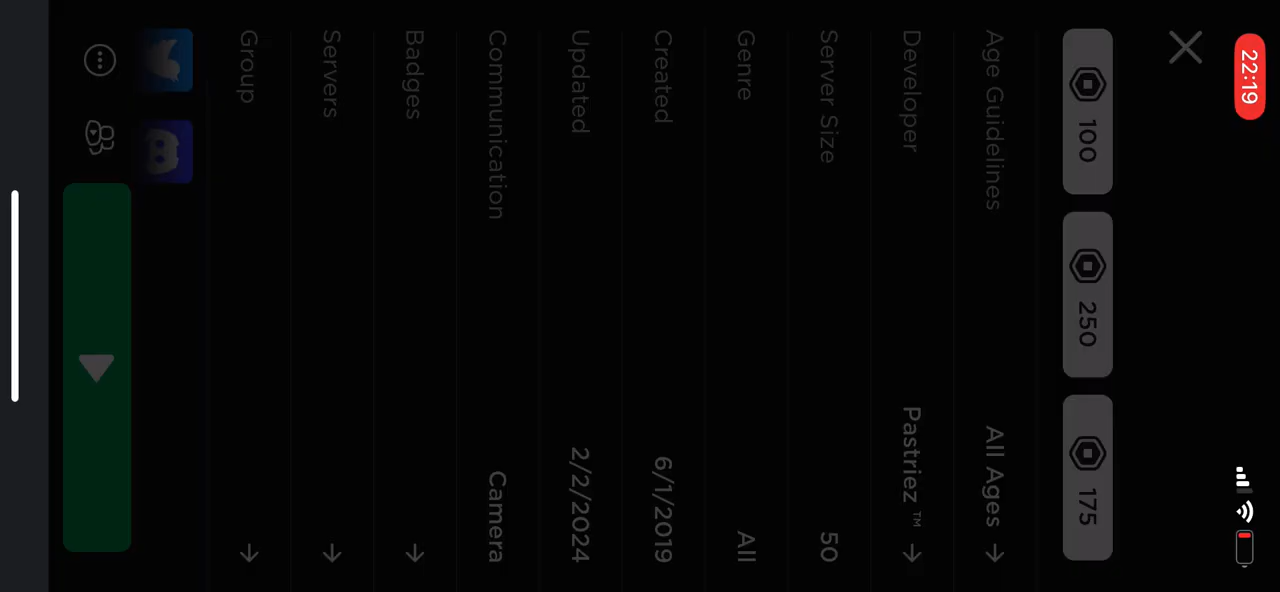 22:19
100
250
175
Age Guidelines All Ages
Developer Pastriez ™
Server Size 50
Genre All
Created 6/1/2019
Updated 2/2/2024
Communication Camera
Badges
Servers
Group